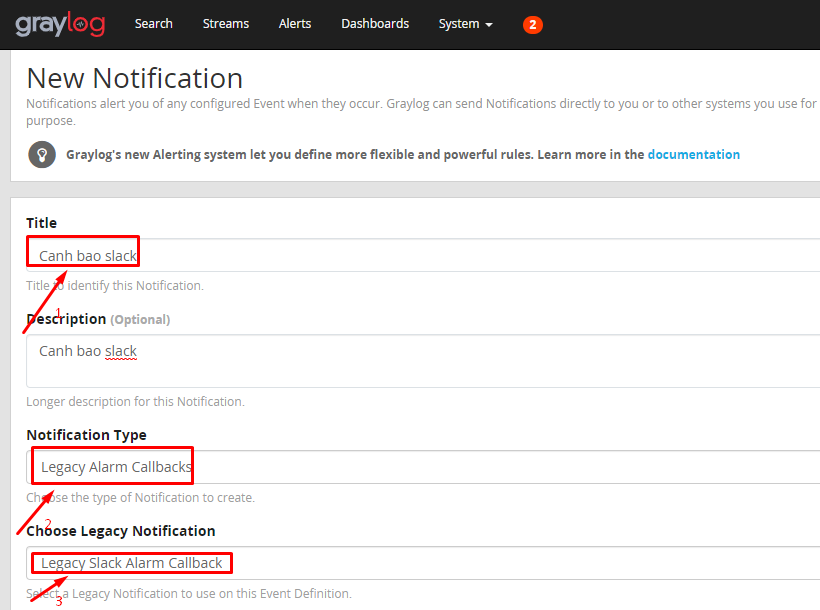 graylog Search Streams Alerts Dashboards System 2
New Notification
Notifications alert you of any configured Event when they occur. Graylog can send Notifications directly to you or to other systems you use for
purpose.
Graylog's new Alerting system let you define more flexible and powerful rules. Learn more in the documentation
Title
Canh bao slack
Title to identify this Notification.
1
Description (Optional)
Canh bao slack
Longer description for this Notification.
Notification Type
Legacy Alarm Callbacks
Choose the type of Notification to create.
2
Choose Legacy Notification
Legacy Slack Alarm Callback
Select a Legacy Notification to use on this Event Definition.
3